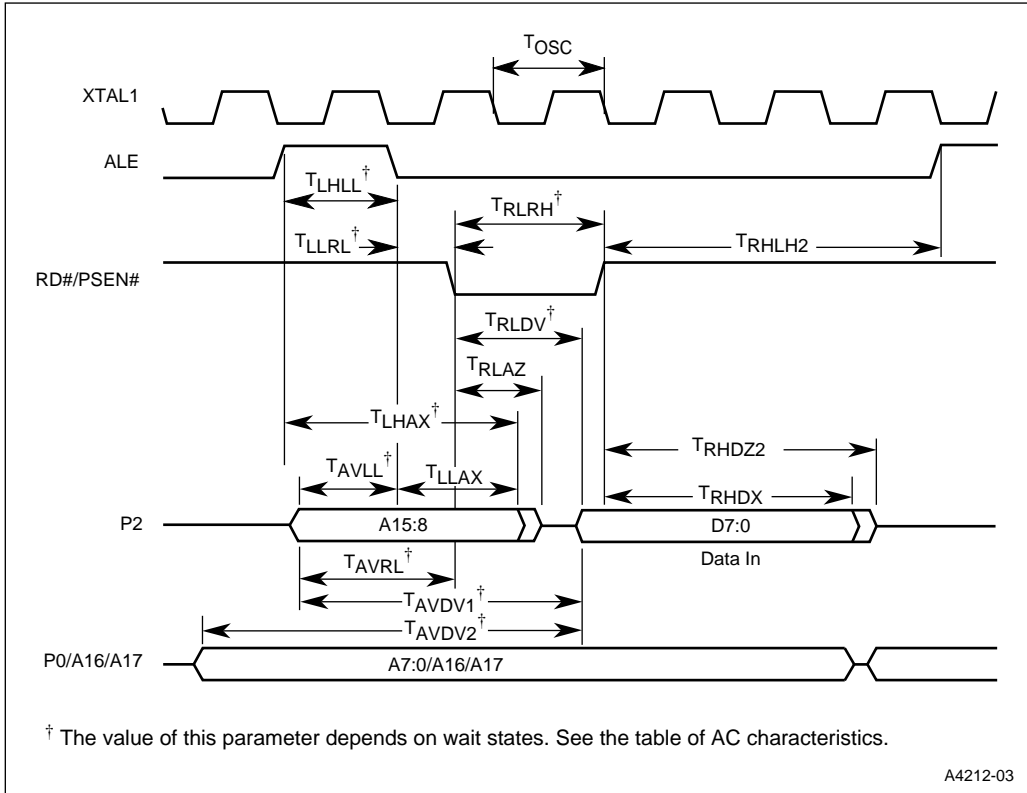 TOSC
XTAL1
ALE
TLHLL†
TRLRH†
TLLRL†
TRHLH2
RD#/PSEN#
TRLDV†
TRLAZ
TLHAX†
TRHDZ2
TAVLL†
TLLAX
TRHDX
P2
A15:8
D7:0
Data In
TAVRL†
TAVDV1†
TAVDV2†
P0/A16/A17
A7:0/A16/A17
† The value of this parameter depends on wait states. See the table of AC characteristics.
A4212-03